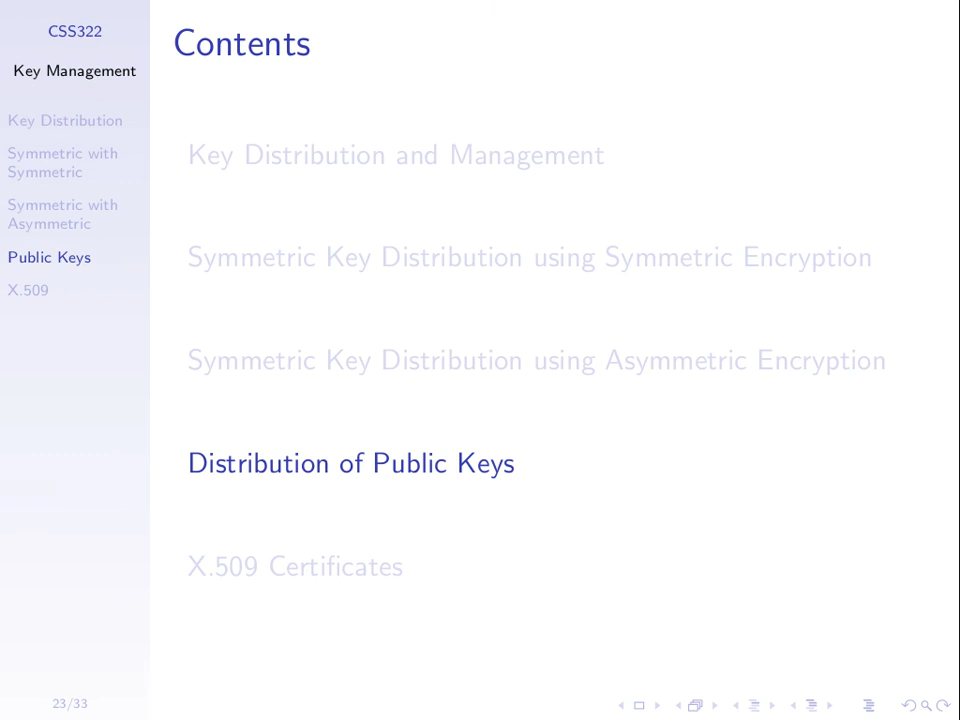 CSS322
Key Management
Key Distribution
Symmetric with
Symmetric
Symmetric with
Asymmetric
Public Keys
X.509
23/33
Contents
Key Distribution and Management
Symmetric Key Distribution using Symmetric Encryption
Symmetric Key Distribution using Asymmetric Encryption
Distribution of Public Keys
X.509 Certificates